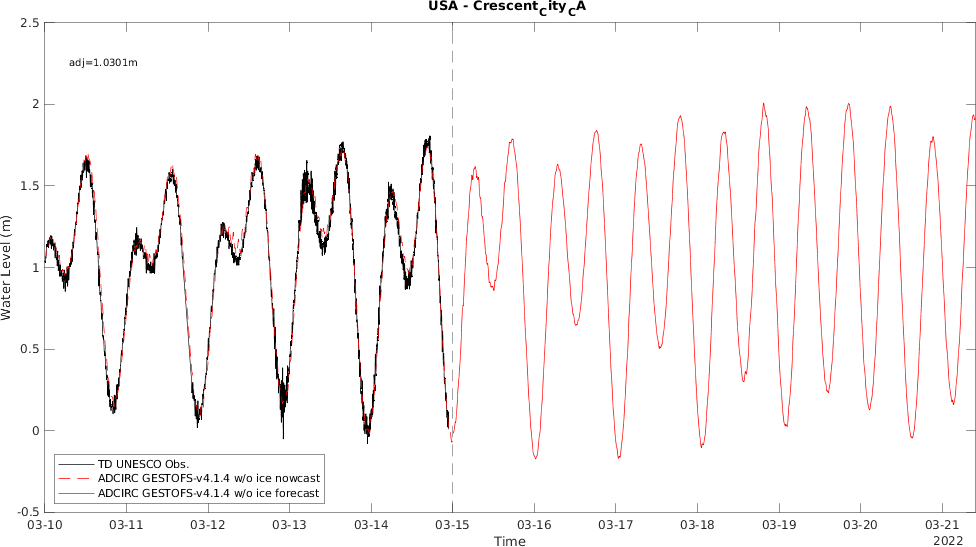 USA - CrescentCityCA
adj=1.0301m
2.5
2
1.5
1
0.5
0
-0.5
Water Level (m)
TD UNESCO Obs.
ADCIRC GESTOFS-v4.1.4 w/o ice nowcast
ADCIRC GESTOFS-v4.1.4 w/o ice forecast
03-10 03-11 03-12 03-13 03-14 03-15 03-16 03-17 03-18 03-19 03-20 03-21
Time
2022